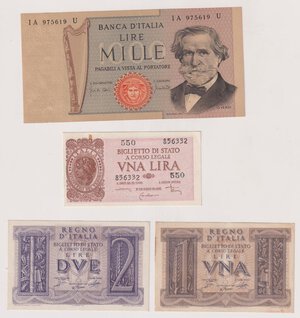 IA 975619 U
IA 975619 U
BANCA D'ITALIA
LIRE
MILLE
PAGABILI A VISTA AL PORTATORE
550
856332
BIGLIETTO DI STATO
A CORSO LEGALE
VNA LIRA
856332
550
REGNO
D'ITALIA
BIGLIETTO DI STATO
A CORSO LEGALE
LIRE
DVE
2
REGNO
D'ITALIA
BIGLIETTO DI STATO
A CORSO LEGALE
LIRE
VNA
1